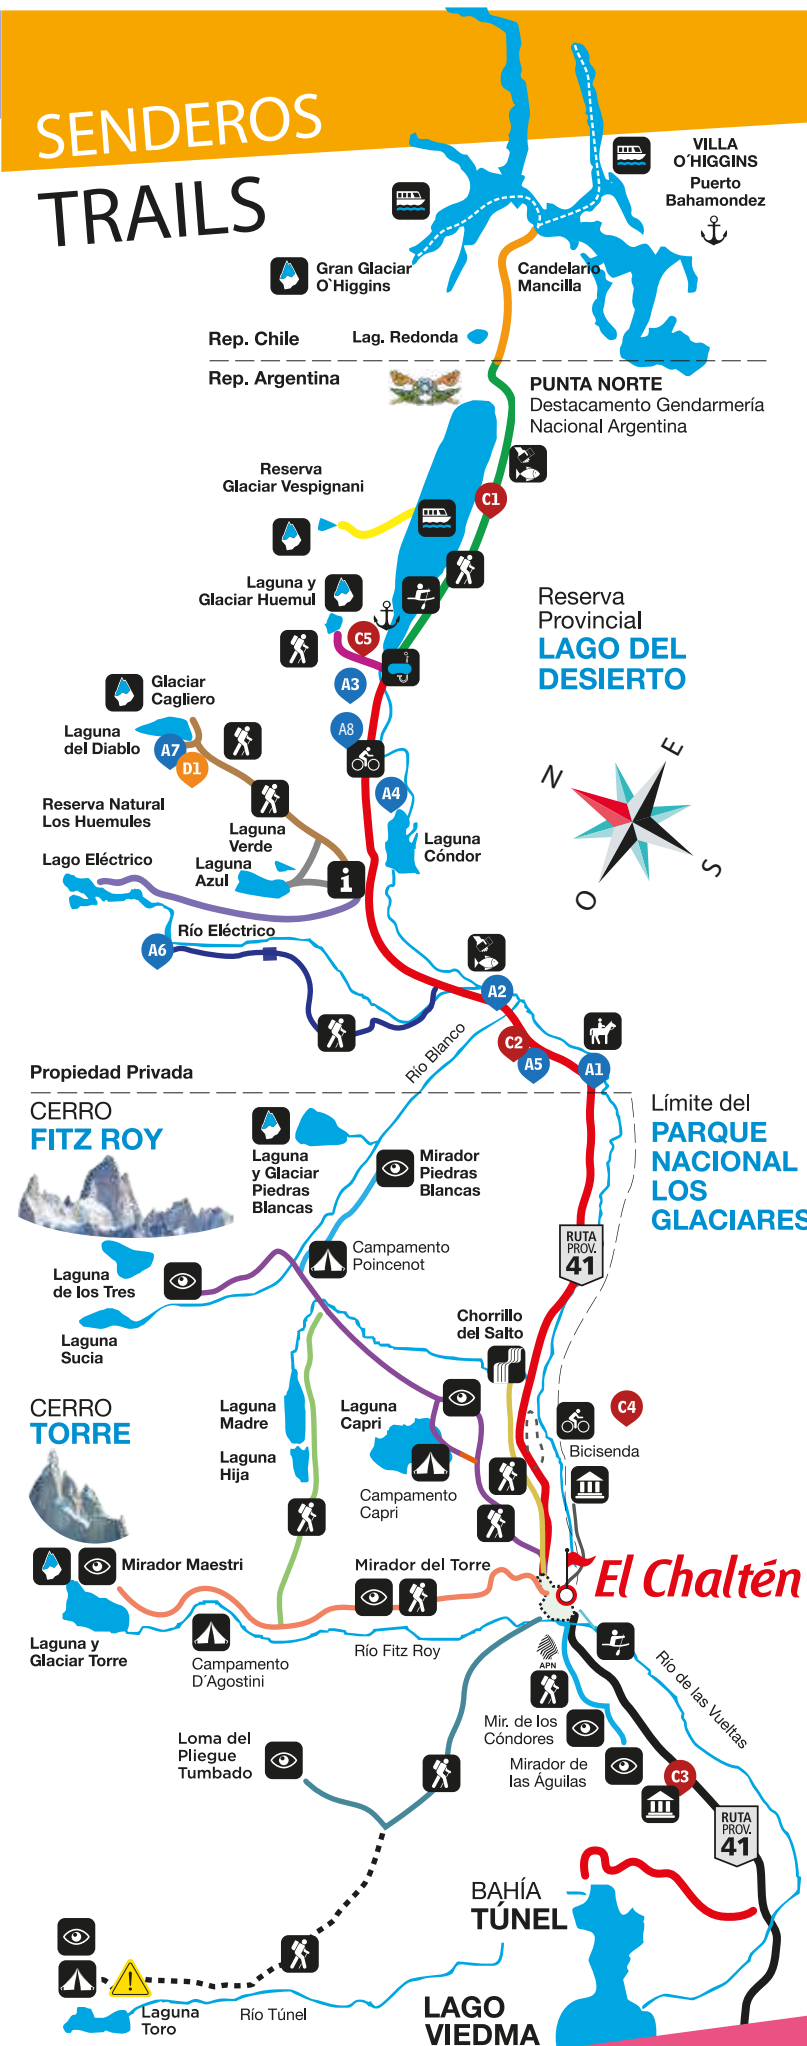 SENDEROS
TRAILS
VILLA
O´HIGGINS
Puerto
Bahamondez
Gran Glaciar
O`Higgins
Candelario
Mancilla
Rep. Chile
Lag. Redonda
Rep. Argentina
PUNTA NORTE
Destacamento Gendarmería
Nacional Argentina
Reserva
Glaciar Vespignani
C1
Laguna y
Glaciar Huemul
Reserva
Provincial
LAGO DEL
DESIERTO
C5
A3
Glaciar
Cagliero
Laguna
del Diablo
A7
D1
A8
A4
N
E
S
O
Reserva Natural
Los Huemules
Laguna
Verde
Laguna
Azul
Laguna
Cóndor
Lago Eléctrico
i
Río Eléctrico
A6
A2
C2
A5
A1
Río Blanco
Propiedad Privada
CERRO
FITZ ROY
Límite del
PARQUE
NACIONAL
LOS
GLACIARES
Laguna
y Glaciar
Piedras
Blancas
Mirador
Piedras
Blancas
RUTA
PROV.
41
Campamento
Poincenot
Laguna
de los Tres
Laguna
Sucia
Chorrillo
del Salto
CERRO
TORRE
Laguna
Madre
Laguna
Hija
Laguna
Capri
C4
Bicisenda
Campamento
Capri
Mirador Maestri
Mirador del Torre
El Chaltén
Laguna y
Glaciar Torre
Campamento
D´Agostini
Río Fitz Roy
APN
Río de las Vueltas
Mir. de los
Cóndores
Mirador de
las Águilas
Loma del
Pliegue
Tumbado
C3
RUTA
PROV.
41
BAHÍA
TÚNEL
!
Laguna
Toro
Río Túnel
LAGO
VIEDMA